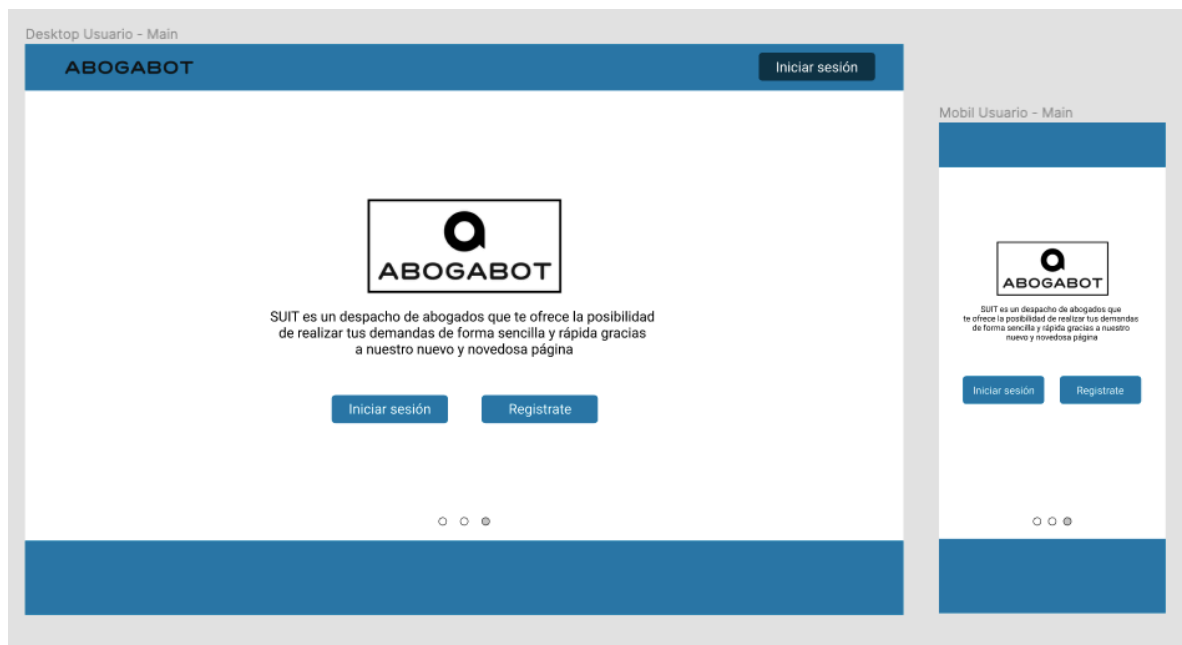 Desktop Usuario - Main
ABOGABOT
Iniciar sesión
ABOGABOT
SUIT es un despacho de abogados que te ofrece la posibilidad
de realizar tus demandas de forma sencilla y rápida gracias
a nuestro nuevo y novedosa página
Iniciar sesión
Registrate
Mobil Usuario - Main
ABOGABOT
SUIT es un despacho de abogados que
te ofrece la posibilidad de realizar tus demandas
de forma sencilla y rápida gracias a nuestro
nuevo y novedosa página
Iniciar sesión
Registrate